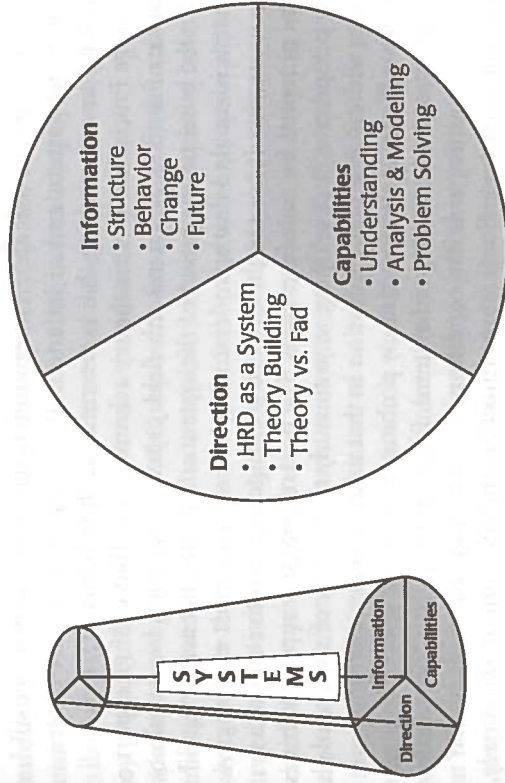 S
Y
S
T
E
M
S
Information
Direction
Capabilities
Information
• Structure
• Behavior
• Change
• Future
Direction
• HRD as a System
• Theory Building
• Theory vs. Fad
Capabilities
• Understanding
• Analysis & Modeling
• Problem Solving